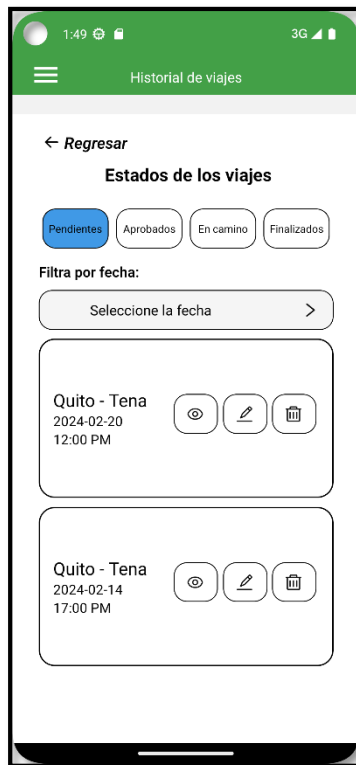 1:49 3G
Historial de viajes
← Regresar
Estados de los viajes
Pendientes Aprobados En camino Finalizados
Filtra por fecha:
Seleccione la fecha >
Quito - Tena
2024-02-20
12:00 PM
Quito - Tena
2024-02-14
17:00 PM